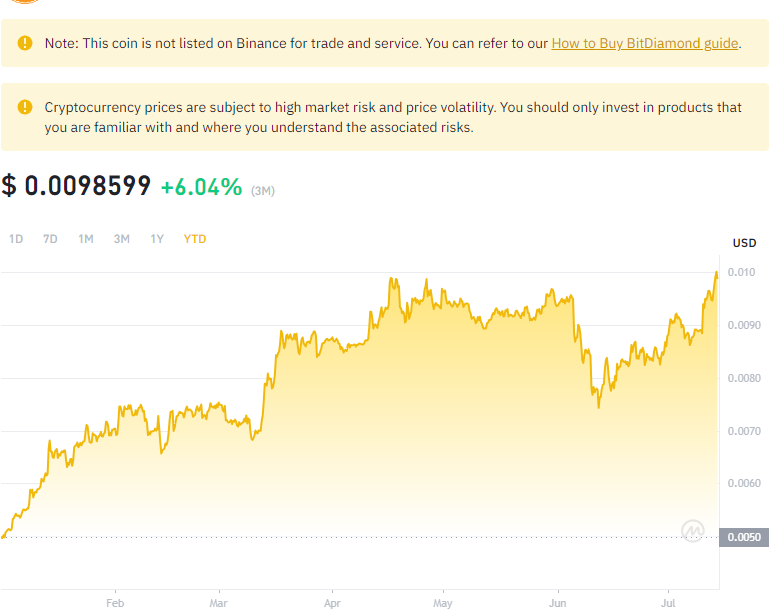 Note: This coin is not listed on Binance for trade and service. You can refer to our How to Buy BitDiamond guide.
Cryptocurrency prices are subject to high market risk and price volatility. You should only invest in products that
you are familiar with and where you understand the associated risks.
$ 0.0098599 +6.04% (3M)
1D 7D 1M 3M 1Y YTD
USD
0.010
0.0090
0.0080
0.0070
0.0060
0.0050
Feb Mar Apr May Jun Jul